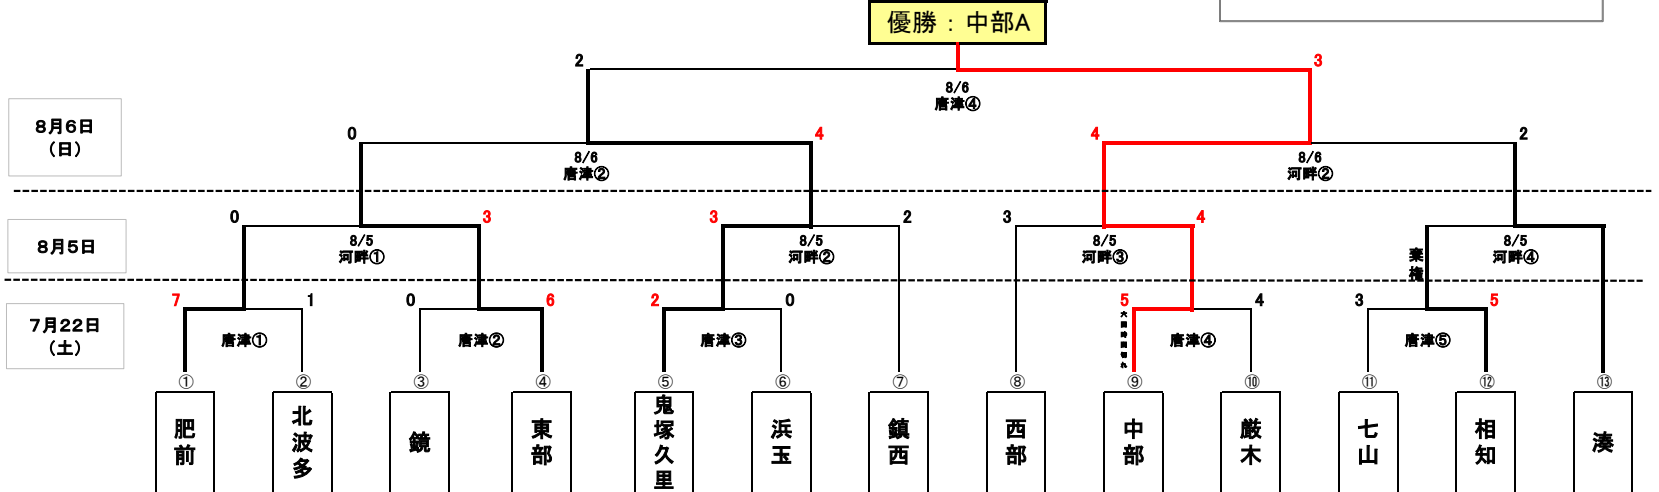 優勝：中部A
2
3
8/6
唐津④
8月6日
（日）
0
4
4
2
8/6
唐津②
8/6
河畔②
8月5日
0
3
3
2
3
4
8/5
河畔①
8/5
河畔②
8/5
河畔③
棄権
8/5
河畔④
7月22日
（土）
7
1
0
6
2
0
5
4
3
5
六回時間切れ
唐津①
唐津②
唐津③
唐津④
唐津⑤
①
②
③
④
⑤
⑥
⑦
⑧
⑨
⑩
⑪
⑫
⑬
肥前
北波多
鏡
東部
鬼塚久里
浜玉
鎮西
西部
中部
厳木
七山
相知
湊